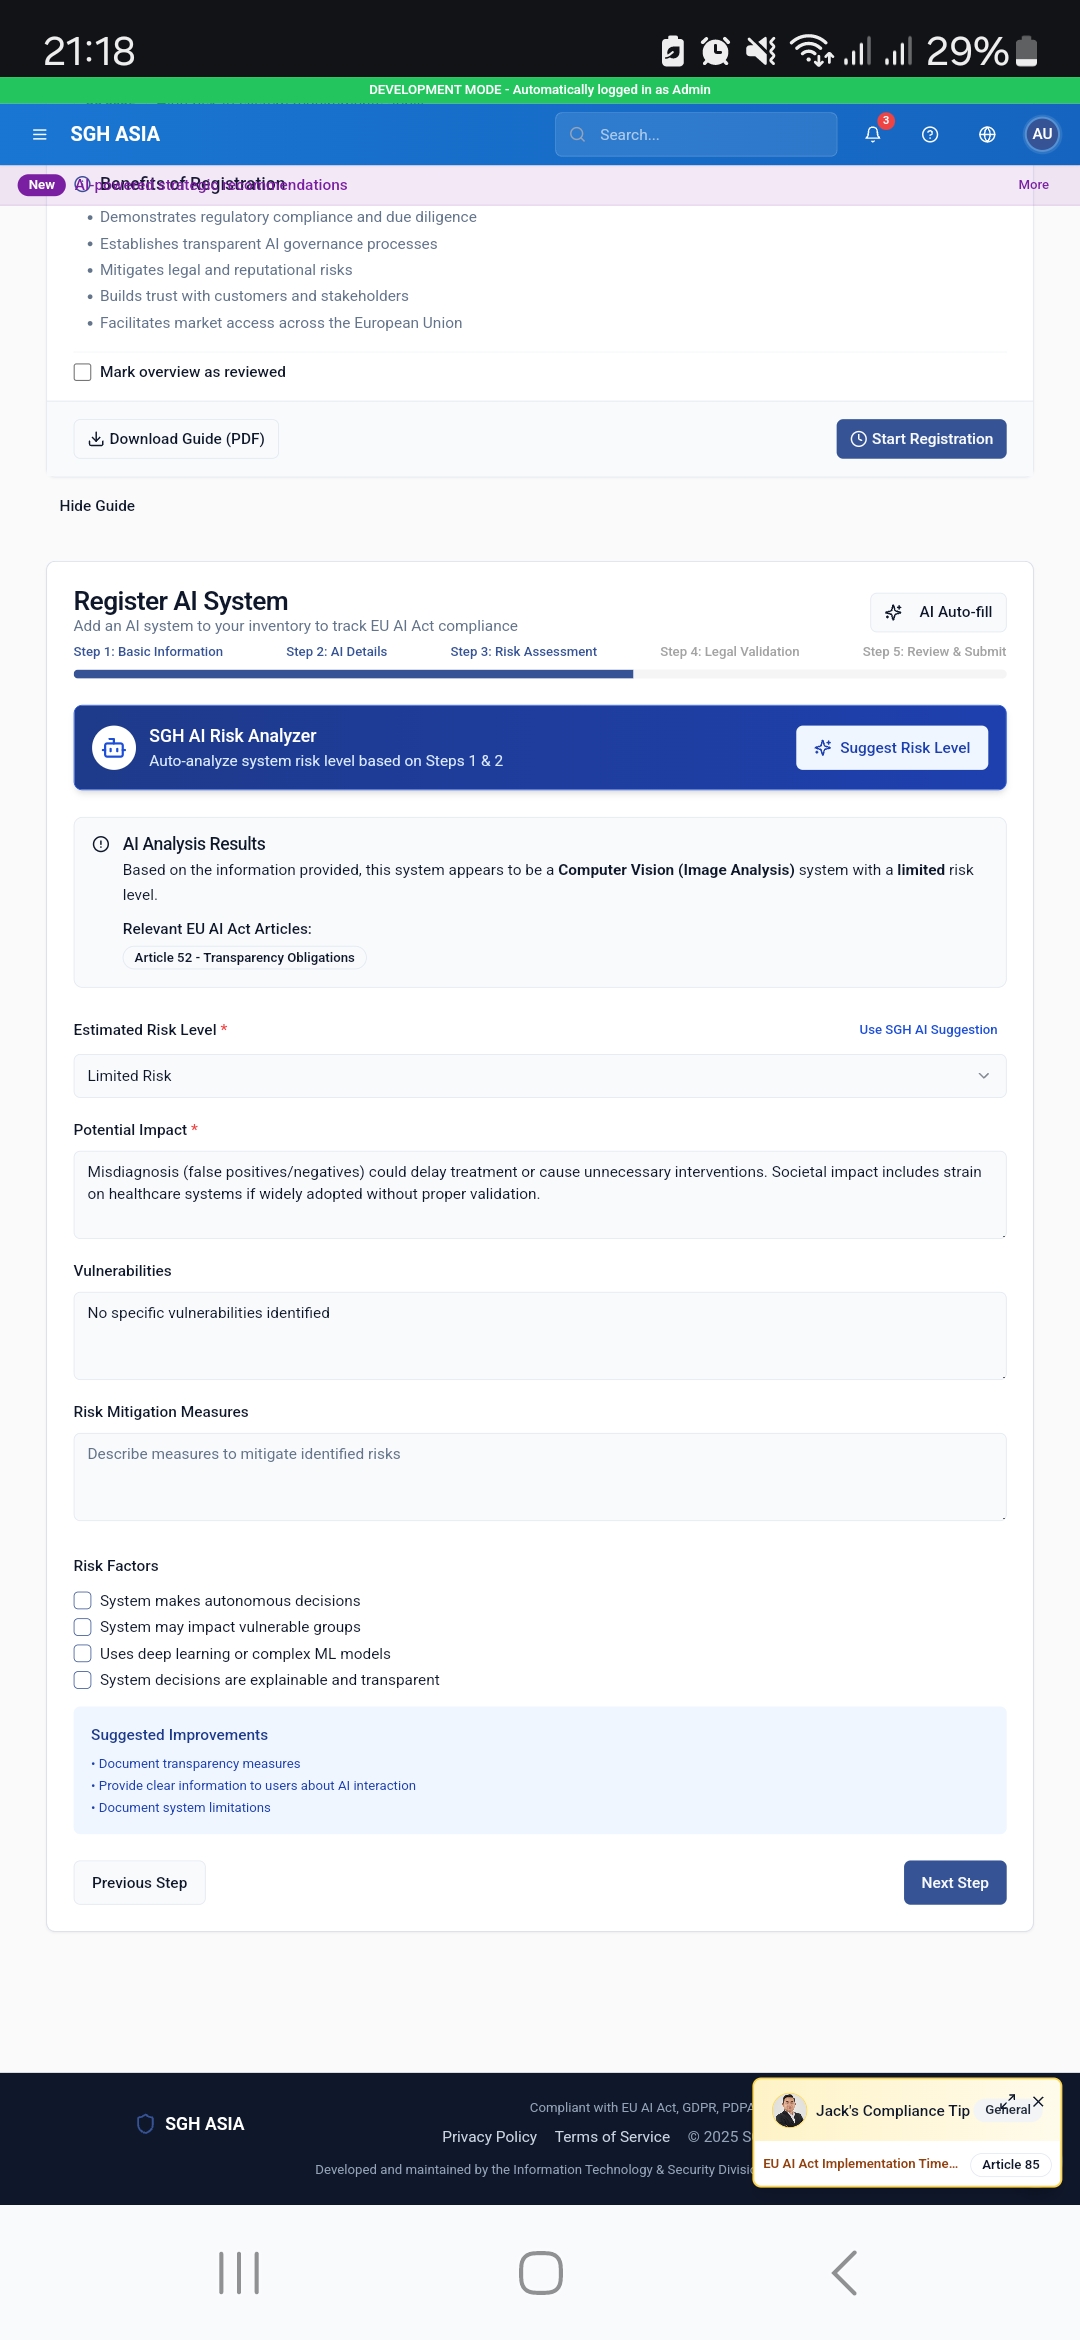 21:18
29%
DEVELOPMENT MODE - Automatically logged in as Admin
SGH ASIA
Search...
3
AU
New
AI-powered strategic recommendations
Benefits of Registration
More
• Demonstrates regulatory compliance and due diligence
• Establishes transparent AI governance processes
• Mitigates legal and reputational risks
• Builds trust with customers and stakeholders
• Facilitates market access across the European Union
Mark overview as reviewed
Download Guide (PDF)
Start Registration
Hide Guide
Register AI System
Add an AI system to your inventory to track EU AI Act compliance
AI Auto-fill
Step 1: Basic Information
Step 2: AI Details
Step 3: Risk Assessment
Step 4: Legal Validation
Step 5: Review & Submit
SGH AI Risk Analyzer
Auto-analyze system risk level based on Steps 1 & 2
Suggest Risk Level
AI Analysis Results
Based on the information provided, this system appears to be a Computer Vision (Image Analysis) system with a limited risk
level.
Relevant EU AI Act Articles:
Article 52 - Transparency Obligations
Estimated Risk Level *
Use SGH AI Suggestion
Limited Risk
Potential Impact *
Misdiagnosis (false positives/negatives) could delay treatment or cause unnecessary interventions. Societal impact includes strain
on healthcare systems if widely adopted without proper validation.
Vulnerabilities
No specific vulnerabilities identified
Risk Mitigation Measures
Describe measures to mitigate identified risks
Risk Factors
System makes autonomous decisions
System may impact vulnerable groups
Uses deep learning or complex ML models
System decisions are explainable and transparent
Suggested Improvements
• Document transparency measures
• Provide clear information to users about AI interaction
• Document system limitations
Previous Step
Next Step
SGH ASIA
Compliant with EU AI Act, GDPR, PDPA
Privacy Policy
Terms of Service
© 2025 S
Developed and maintained by the Information Technology & Security Divisio
Jack's Compliance Tip
General
EU AI Act Implementation Time...
Article 85